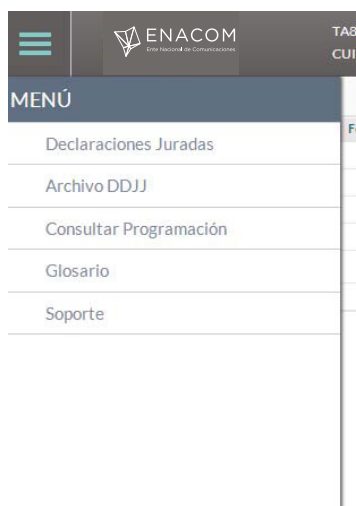 ENACOM
Ente Nacional de Comunicaciones
MENÚ
Declaraciones Juradas
Archivo DDJJ
Consultar Programación
Glosario
Soporte